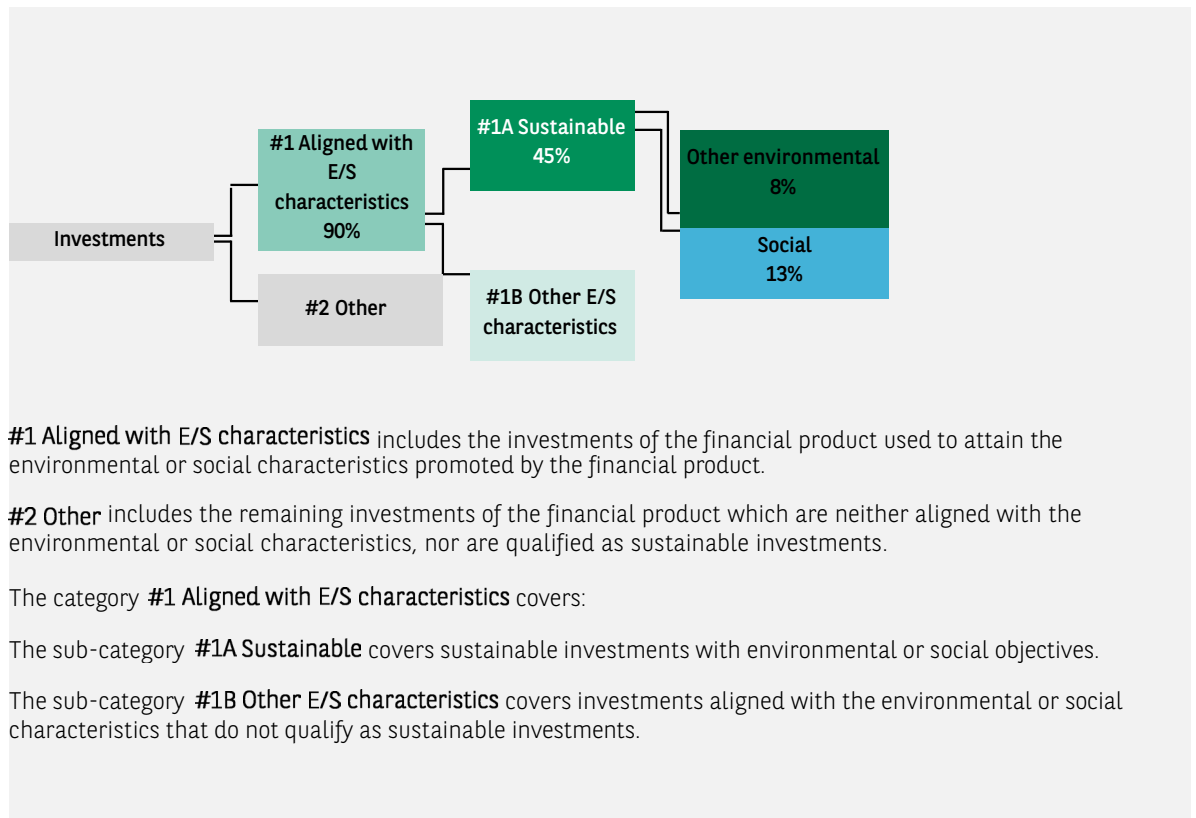 #1A Sustainable
45%
#1 Aligned with
E/S
characteristics
90%
Other environmental
8%
Investments
Social
13%
#2 Other
#1B Other E/S
characteristics
#1 Aligned with E/S characteristics includes the investments of the financial product used to attain the
environmental or social characteristics promoted by the financial product.
#2 Other includes the remaining investments of the financial product which are neither aligned with the
environmental or social characteristics, nor are qualified as sustainable investments.
The category #1 Aligned with E/S characteristics covers:
The sub-category #1A Sustainable covers sustainable investments with environmental or social objectives.
The sub-category #1B Other E/S characteristics covers investments aligned with the environmental or social
characteristics that do not qualify as sustainable investments.